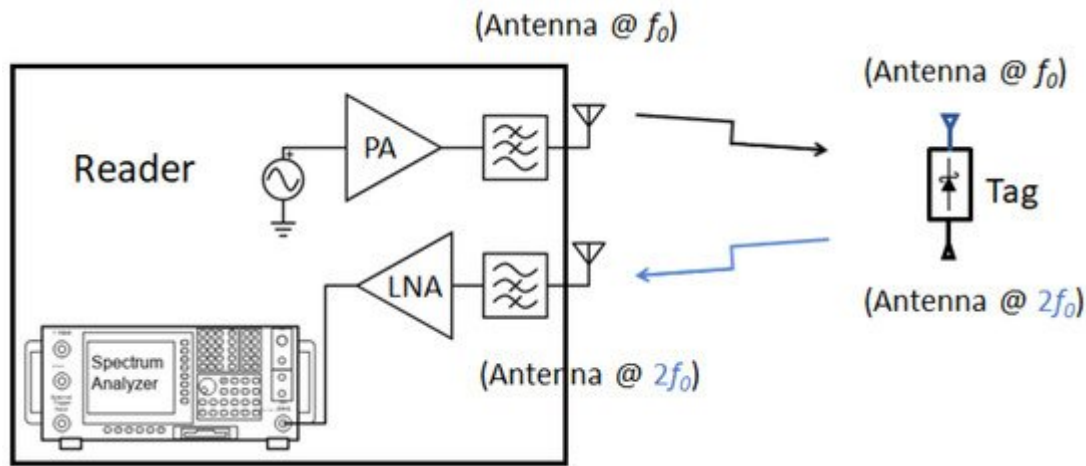 (Antenna @ f0)
(Antenna @ f0)
Reader
PA
Tag
LNA
Spectrum
Analyzer
(Antenna @ 2f0)
(Antenna @ 2f0)